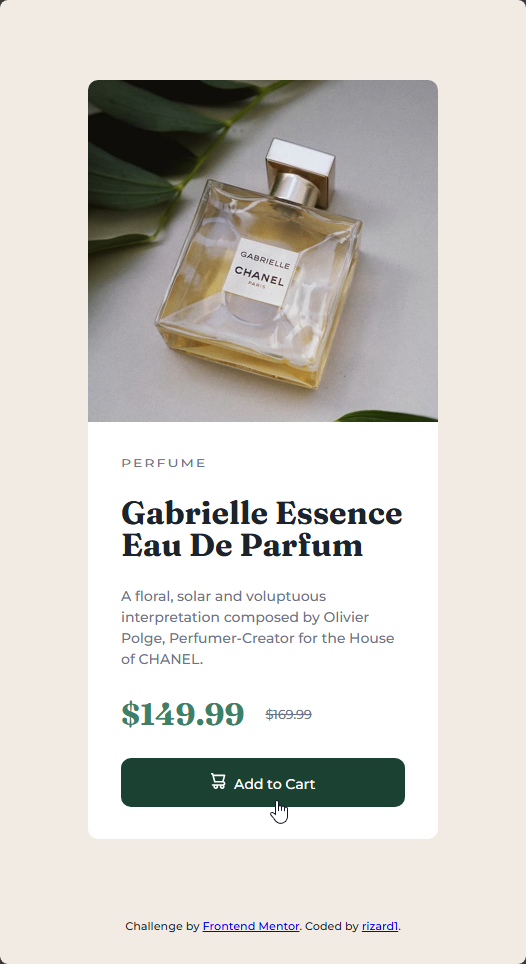 GABRIELLE
CHANEL
PARIS
PERFUME
Gabrielle Essence
Eau De Parfum
A floral, solar and voluptuous
interpretation composed by Olivier
Polge, Perfumer-Creator for the House
of CHANEL.
$149.99 $169.99
Add to Cart
Challenge by Frontend Mentor. Coded by rizard1.